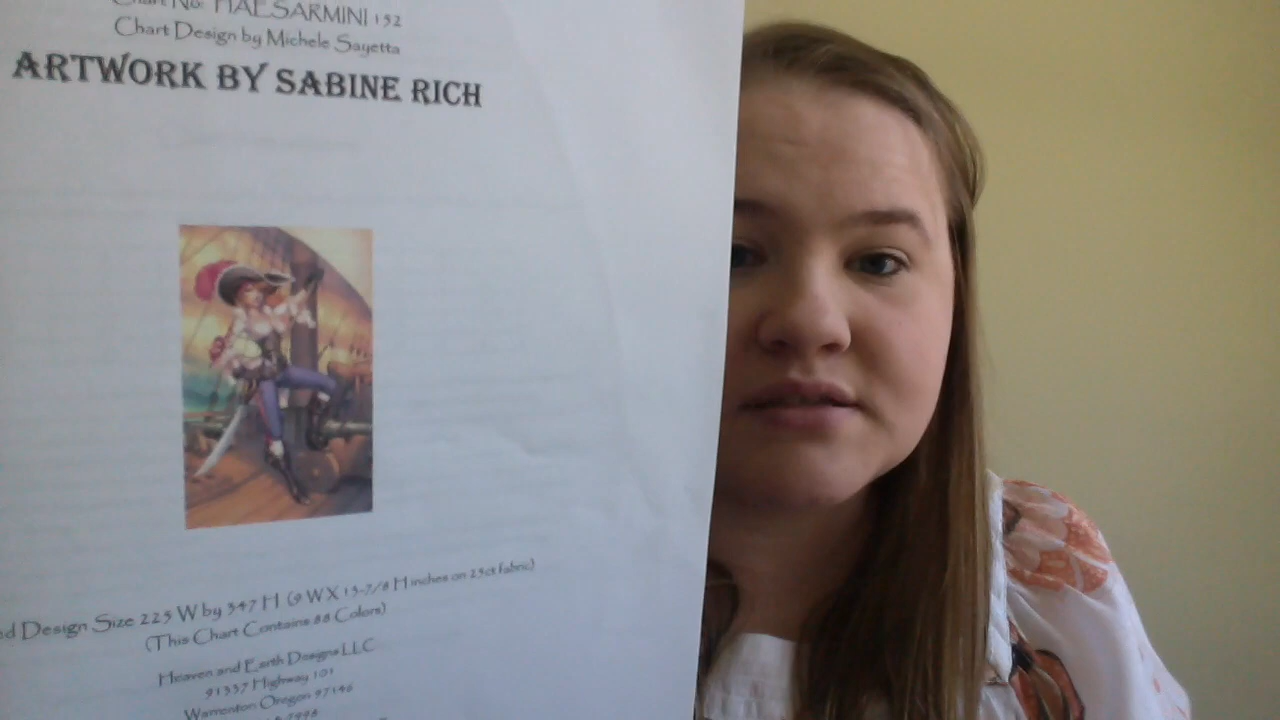 Chart No: HAESARMINI 152
Chart Design by Michele Sayetta
ARTWORK BY SABINE RICH
Design Size 225 W by 347 H (9 W X 13-7/8 H inches on 25ct fabric)
(This Chart Contains 88 Colors)
Heaven and Earth Designs LLC
91337 Highway 101
Warrenton Oregon 97146